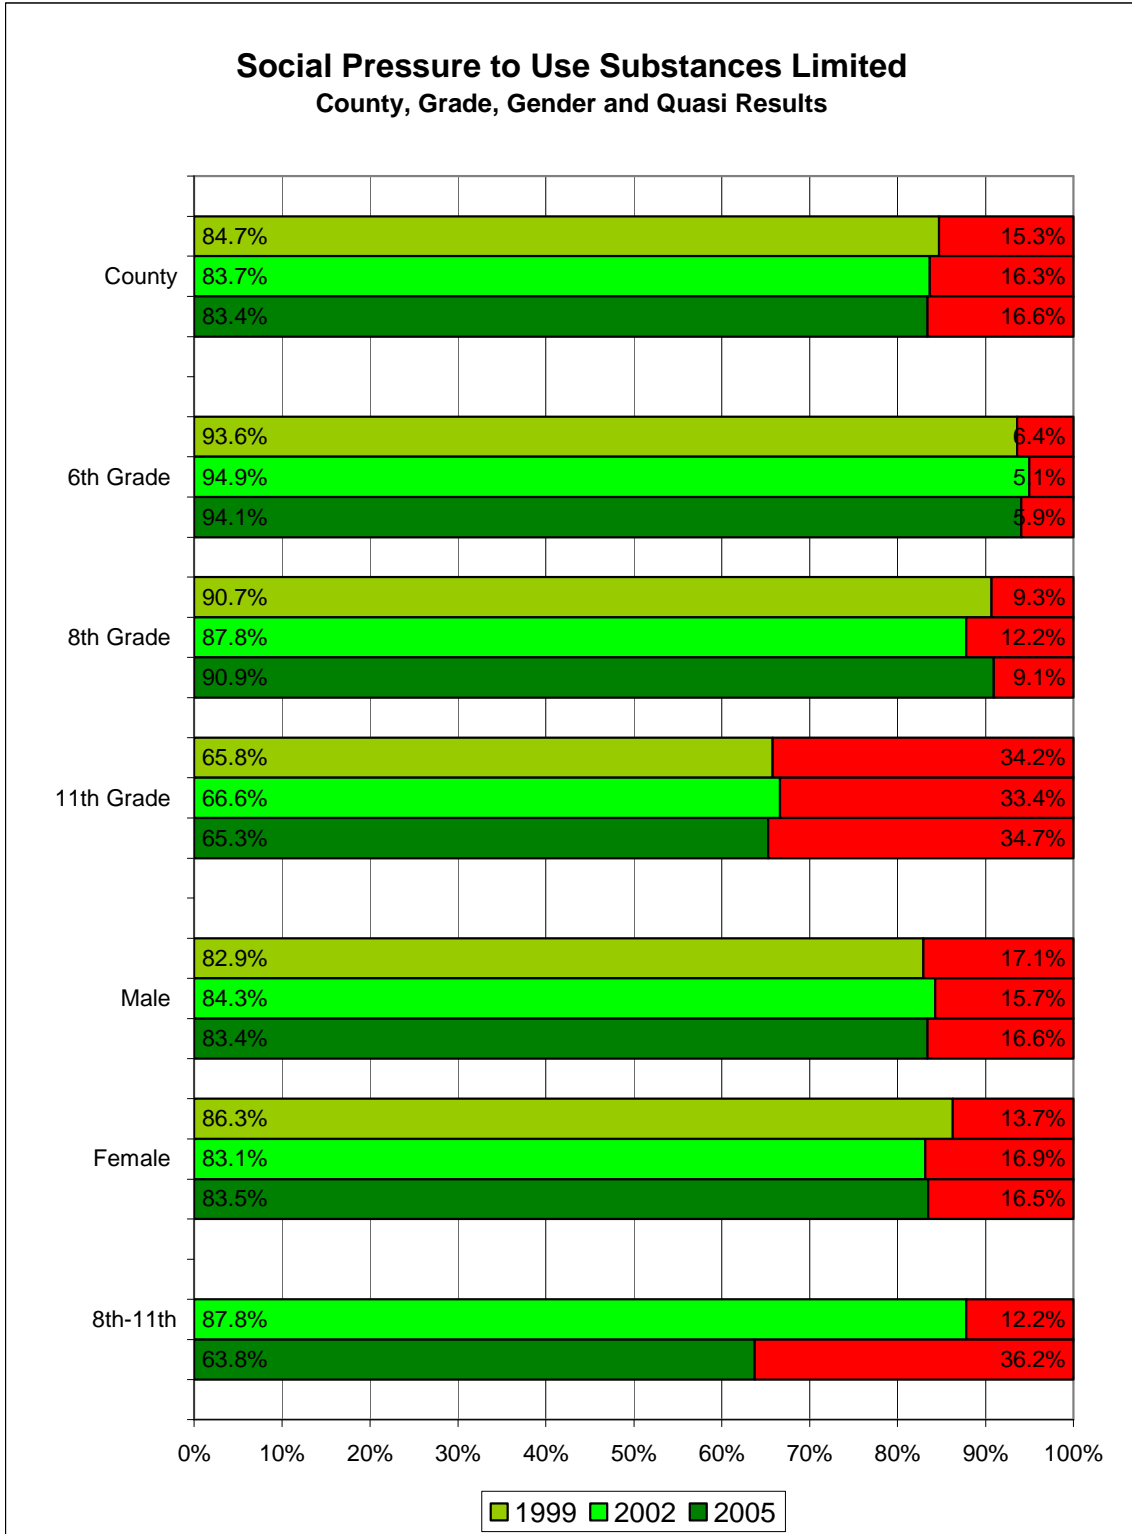 Social Pressure to Use Substances Limited
County, Grade, Gender and Quasi Results
84.7% 15.3%
County 83.7% 16.3%
83.4% 16.6%
93.6% 6.4%
6th Grade 94.9% 5.1%
94.1% 5.9%
90.7% 9.3%
8th Grade 87.8% 12.2%
90.9% 9.1%
65.8% 34.2%
11th Grade 66.6% 33.4%
65.3% 34.7%
82.9% 17.1%
Male 84.3% 15.7%
83.4% 16.6%
86.3% 13.7%
Female 83.1% 16.9%
83.5% 16.5%
8th-11th 87.8% 12.2%
63.8% 36.2%
0% 10% 20% 30% 40% 50% 60% 70% 80% 90% 100%
1999 2002 2005